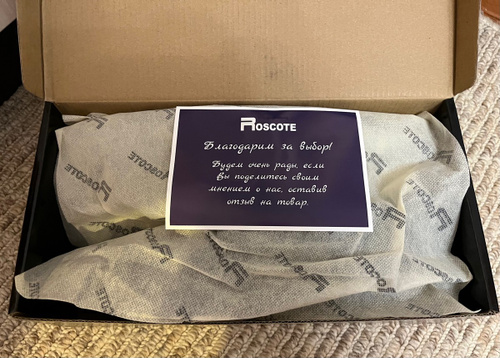 ROSCOTE
Благодарим за выбор!
Будем очень рады, если
Вы поделитесь своим
мнением о нас, оставив
отзыв на товар.
ROSCOTE
ROSCOTE
ROSCOTE
ROSCOTE
ROSCOTE